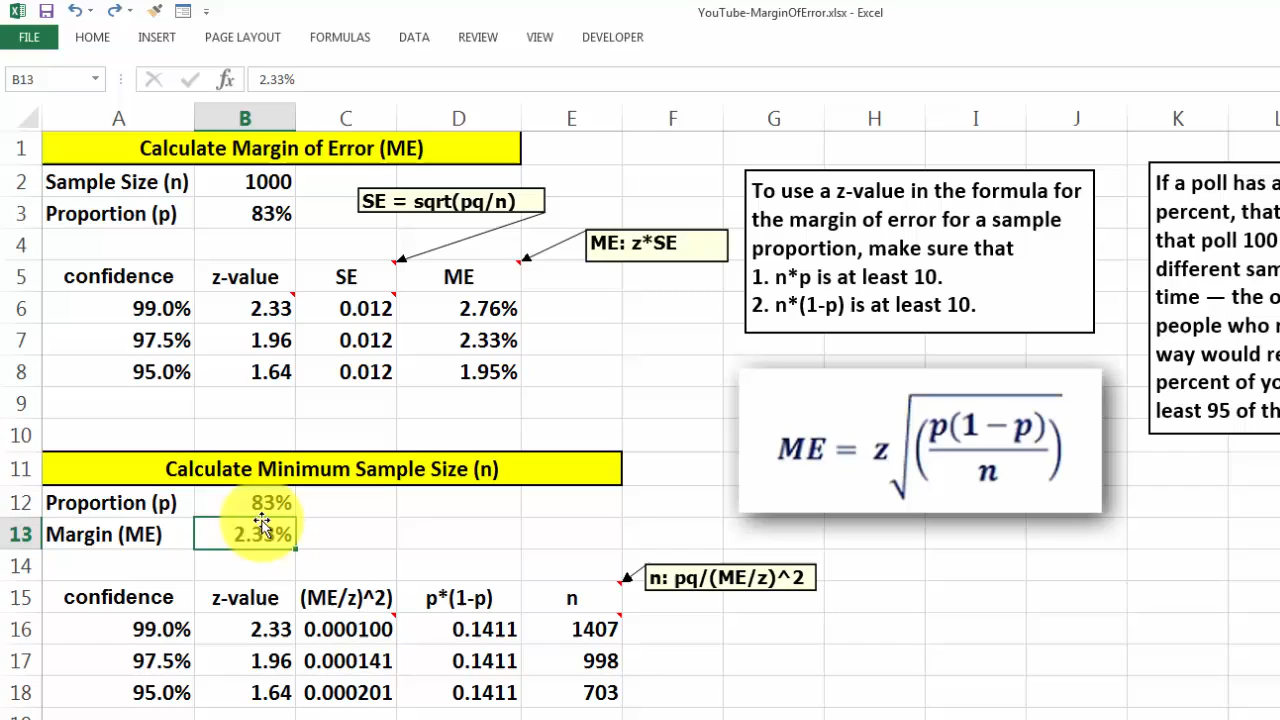 YouTube-MarginOfError.xlsx - Excel
FILE HOME INSERT PAGE LAYOUT FORMULAS DATA REVIEW VIEW DEVELOPER
B13 fx 2.33%
A B C D E F G H I J K L
1 Calculate Margin of Error (ME)
2 Sample Size (n) 1000
3 Proportion (p) 83%
SE = sqrt(pq/n)
4
ME: z*SE
5 confidence z-value SE ME
6 99.0% 2.33 0.012 2.76%
7 97.5% 1.96 0.012 2.33%
8 95.0% 1.64 0.012 1.95%
9
10
To use a z-value in the formula for
the margin of error for a sample
proportion, make sure that
1. n*p is at least 10.
2. n*(1-p) is at least 10.
If a poll has a
percent, that
that poll 100
different sam
time — the o
people who r
way would re
percent of yo
least 95 of th
ME = z√((p(1−p)/n))
11 Calculate Minimum Sample Size (n)
12 Proportion (p) 83%
13 Margin (ME) 2.33%
14
n: pq/(ME/z)^2
15 confidence z-value (ME/z)^2) p*(1-p) n
16 99.0% 2.33 0.000100 0.1411 1407
17 97.5% 1.96 0.000141 0.1411 998
18 95.0% 1.64 0.000201 0.1411 703